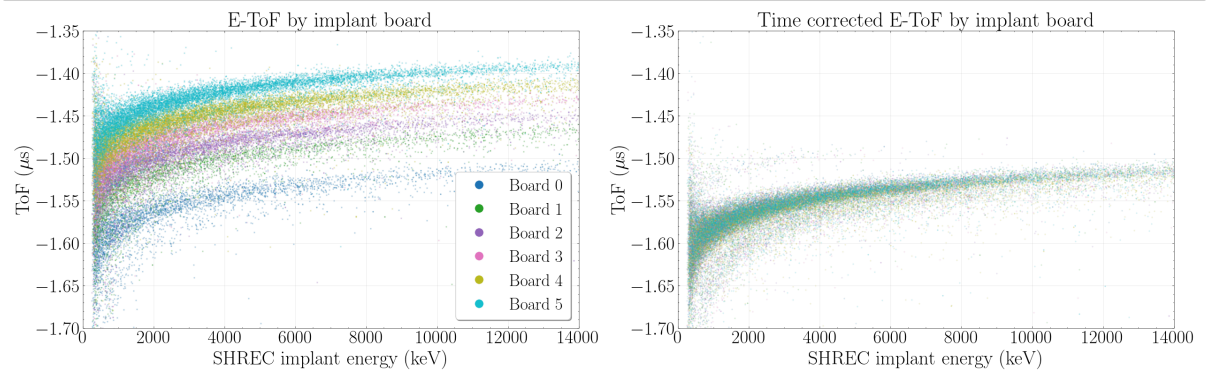 E-ToF by implant board
ToF (μs)
−1.35
−1.40
−1.45
−1.50
−1.55
−1.60
−1.65
−1.70
Board 0
Board 1
Board 2
Board 3
Board 4
Board 5
0 2000 4000 6000 8000 10000 12000 14000
SHREC implant energy (keV)
Time corrected E-ToF by implant board
ToF (μs)
−1.35
−1.40
−1.45
−1.50
−1.55
−1.60
−1.65
−1.70
0 2000 4000 6000 8000 10000 12000 14000
SHREC implant energy (keV)